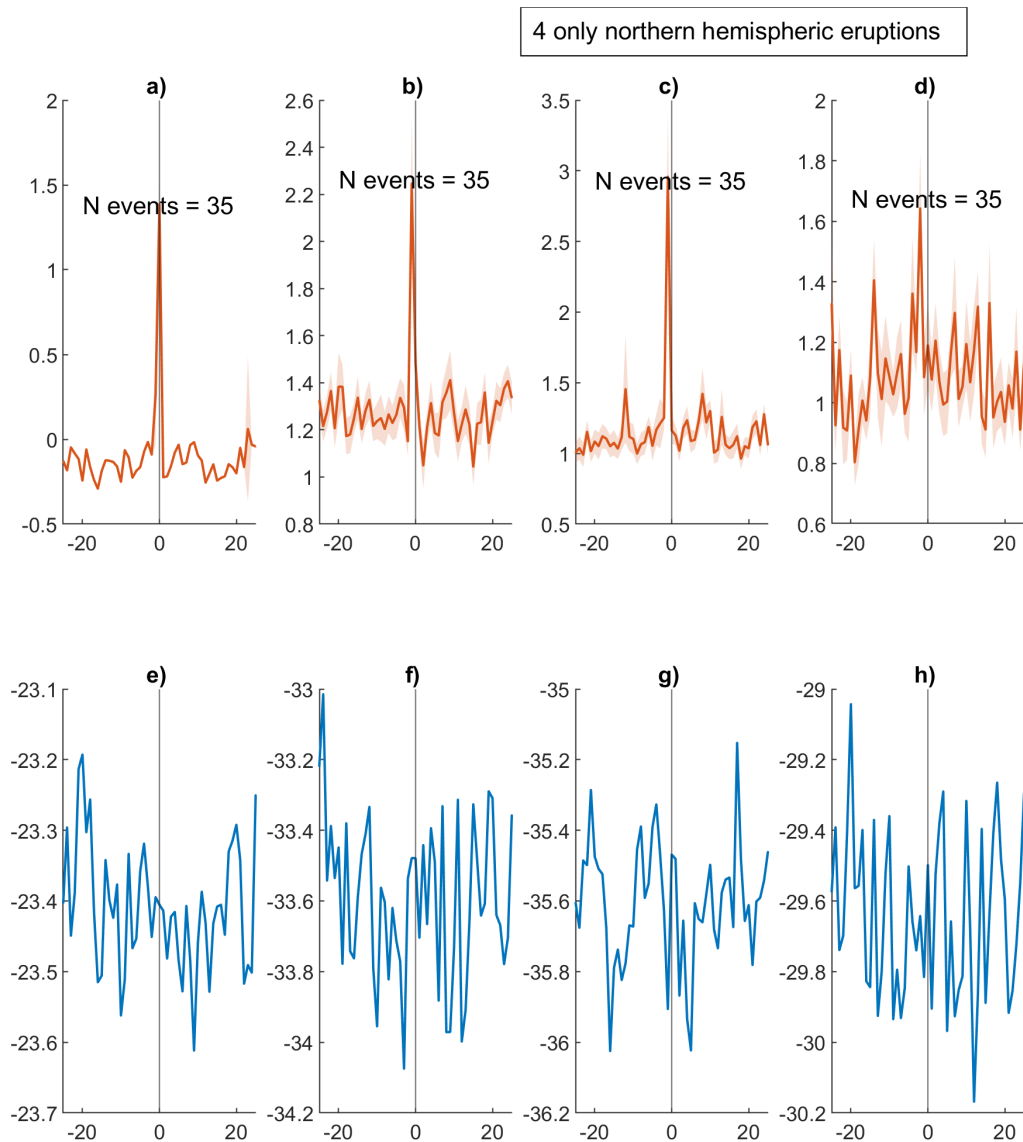 4 only northern hemispheric eruptions
a) b) c) d)
2 2.6 3.5 2
2.4 1.8
1.5 2.2 3
N events = 35 N events = 35 N events = 35 N events = 35
2 2.5 1.6
1 1.8 1.4
0.5 1.6 2 1.2
1.4 1.5 1
0 1.2 1 0.8
1
-0.5 0.8 0.5 0.6
-20 0 20 -20 0 20 -20 0 20 -20 0 20
e) f) g) h)
-23.1 -33 -35 -29
-23.2 -33.2 -35.2 -29.2
-23.3 -33.4 -35.4 -29.4
-23.4 -33.6 -35.6 -29.6
-23.5 -33.8 -35.8 -29.8
-23.6 -34 -36 -30
-23.7 -34.2 -36.2 -30.2
-20 0 20 -20 0 20 -20 0 20 -20 0 20